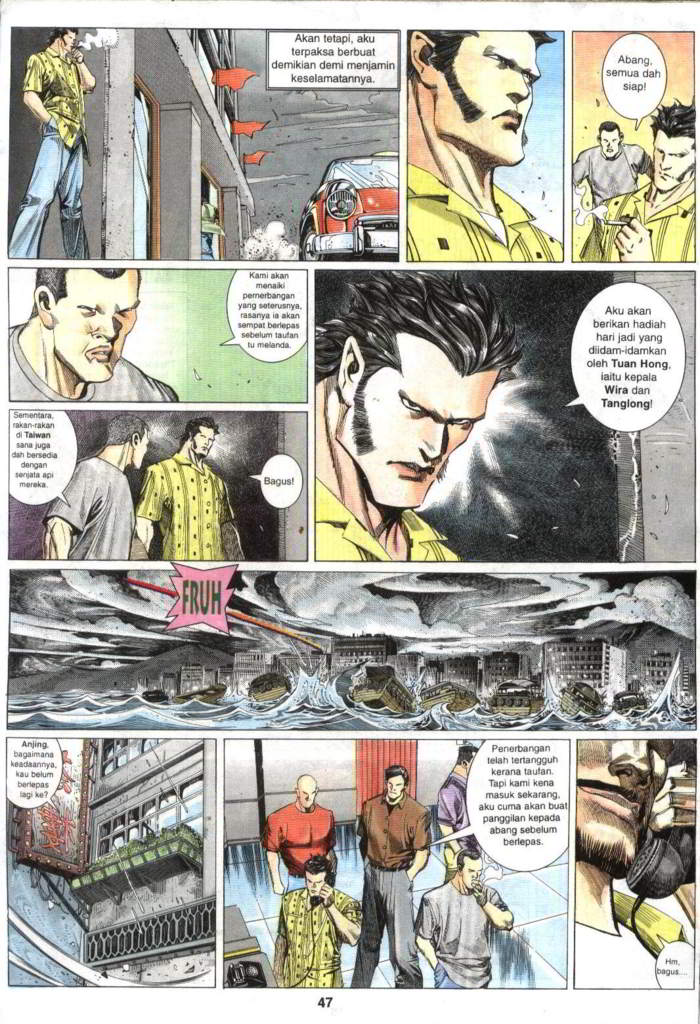 Akan tetapi, aku
terpaksa berbuat
demikian demi menjamin
keselamatannya.
Abang,
semua dah
siap!
Kami akan
menaiki
pernerbangan
yang seterusnya,
rasanya ia akan
sempat berlepas
sebelum taufan
tu melanda.
Aku akan
berikan hadiah
hari jadi yang
diidam-idamkan
oleh Tuan Hong,
iaitu kepala
Wira dan
Tanglong!
Sementara,
rakan-rakan
di Taiwan
sana juga
dah bersedia
dengan
senjata api
mereka.
Bagus!
FRUH
Anjing,
bagaimana
keadaannya,
kau belum
berlepas
lagi ke?
Penerbangan
telah tertangguh
kerana taufan.
Tapi kami kena
masuk sekarang,
aku cuma akan buat
panggilan kepada
abang sebelum
berlepas.
Hm,
bagus....
47